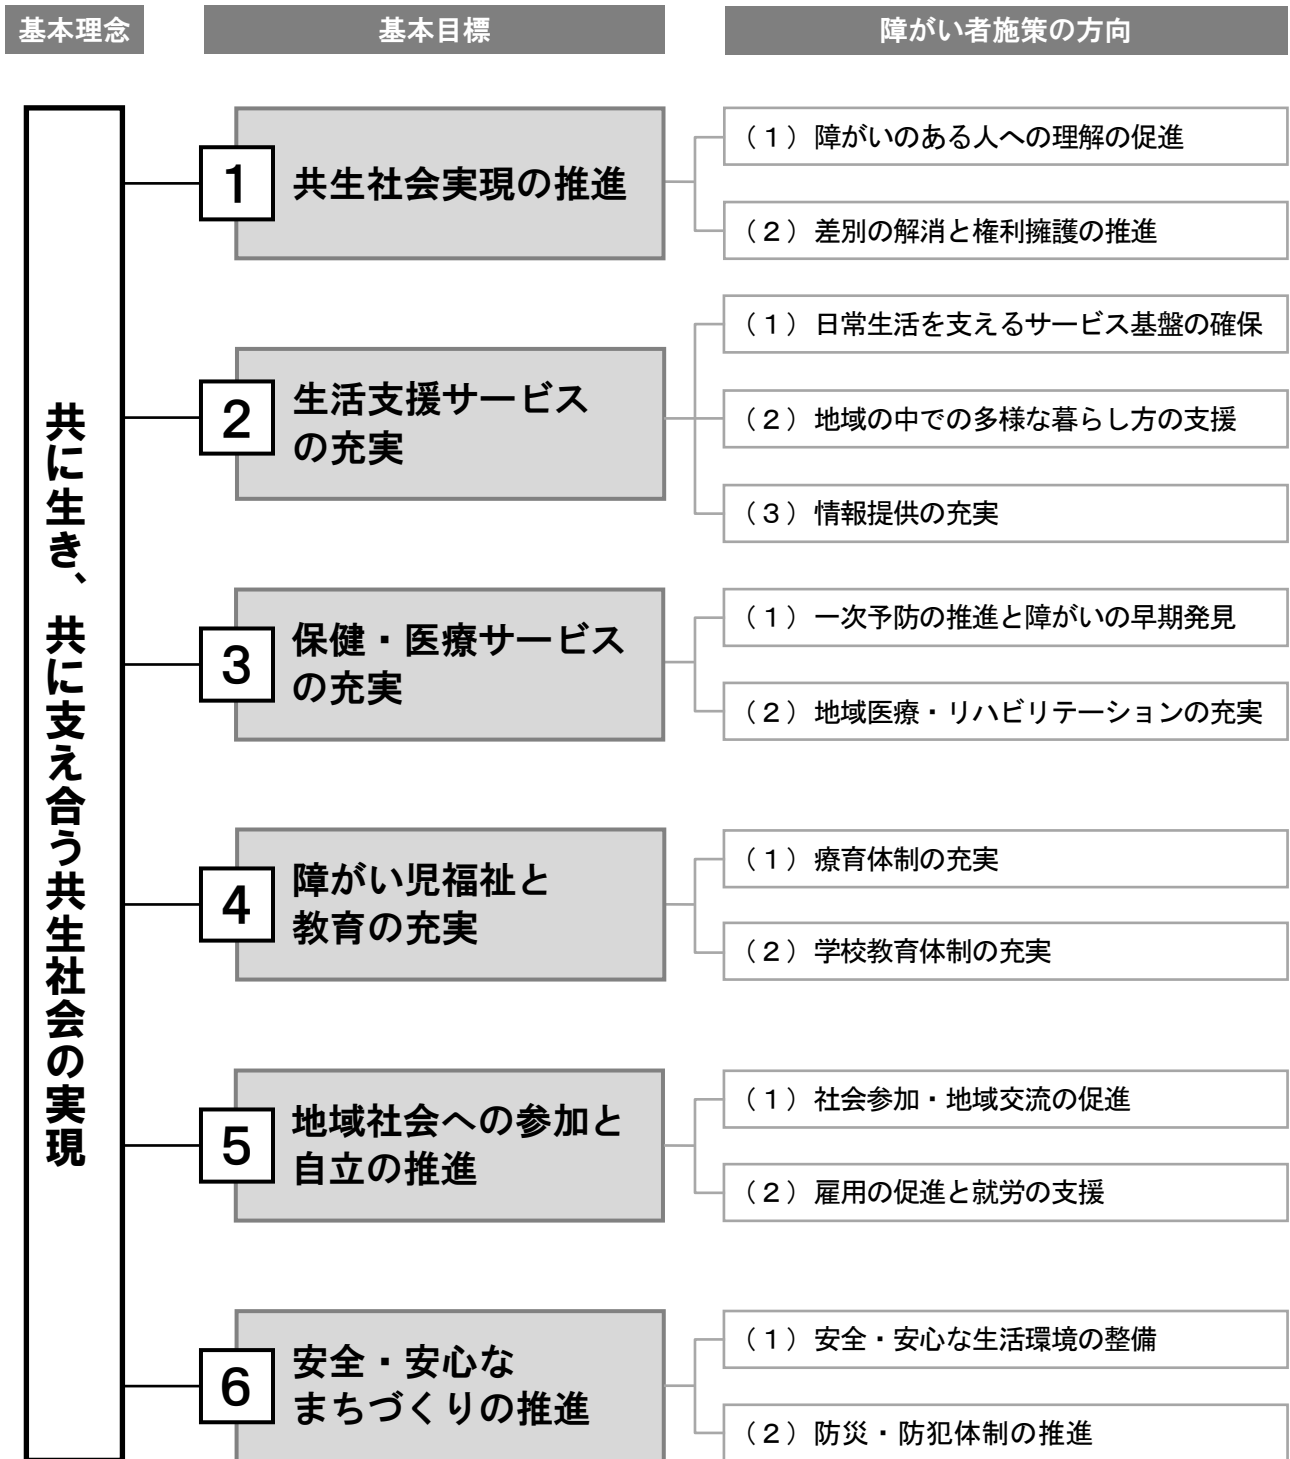 基本理念
基本目標
障がい者施策の方向
共に生き、共に支え合う共生社会の実現
1
共生社会実現の推進
（１）障がいのある人への理解の促進
（２）差別の解消と権利擁護の推進
2
生活支援サービス
の充実
（１）日常生活を支えるサービス基盤の確保
（２）地域の中での多様な暮らし方の支援
（３）情報提供の充実
3
保健・医療サービス
の充実
（１）一次予防の推進と障がいの早期発見
（２）地域医療・リハビリテーションの充実
4
障がい児福祉と
教育の充実
（１）療育体制の充実
（２）学校教育体制の充実
5
地域社会への参加と
自立の推進
（１）社会参加・地域交流の促進
（２）雇用の促進と就労の支援
6
安全・安心な
まちづくりの推進
（１）安全・安心な生活環境の整備
（２）防災・防犯体制の推進